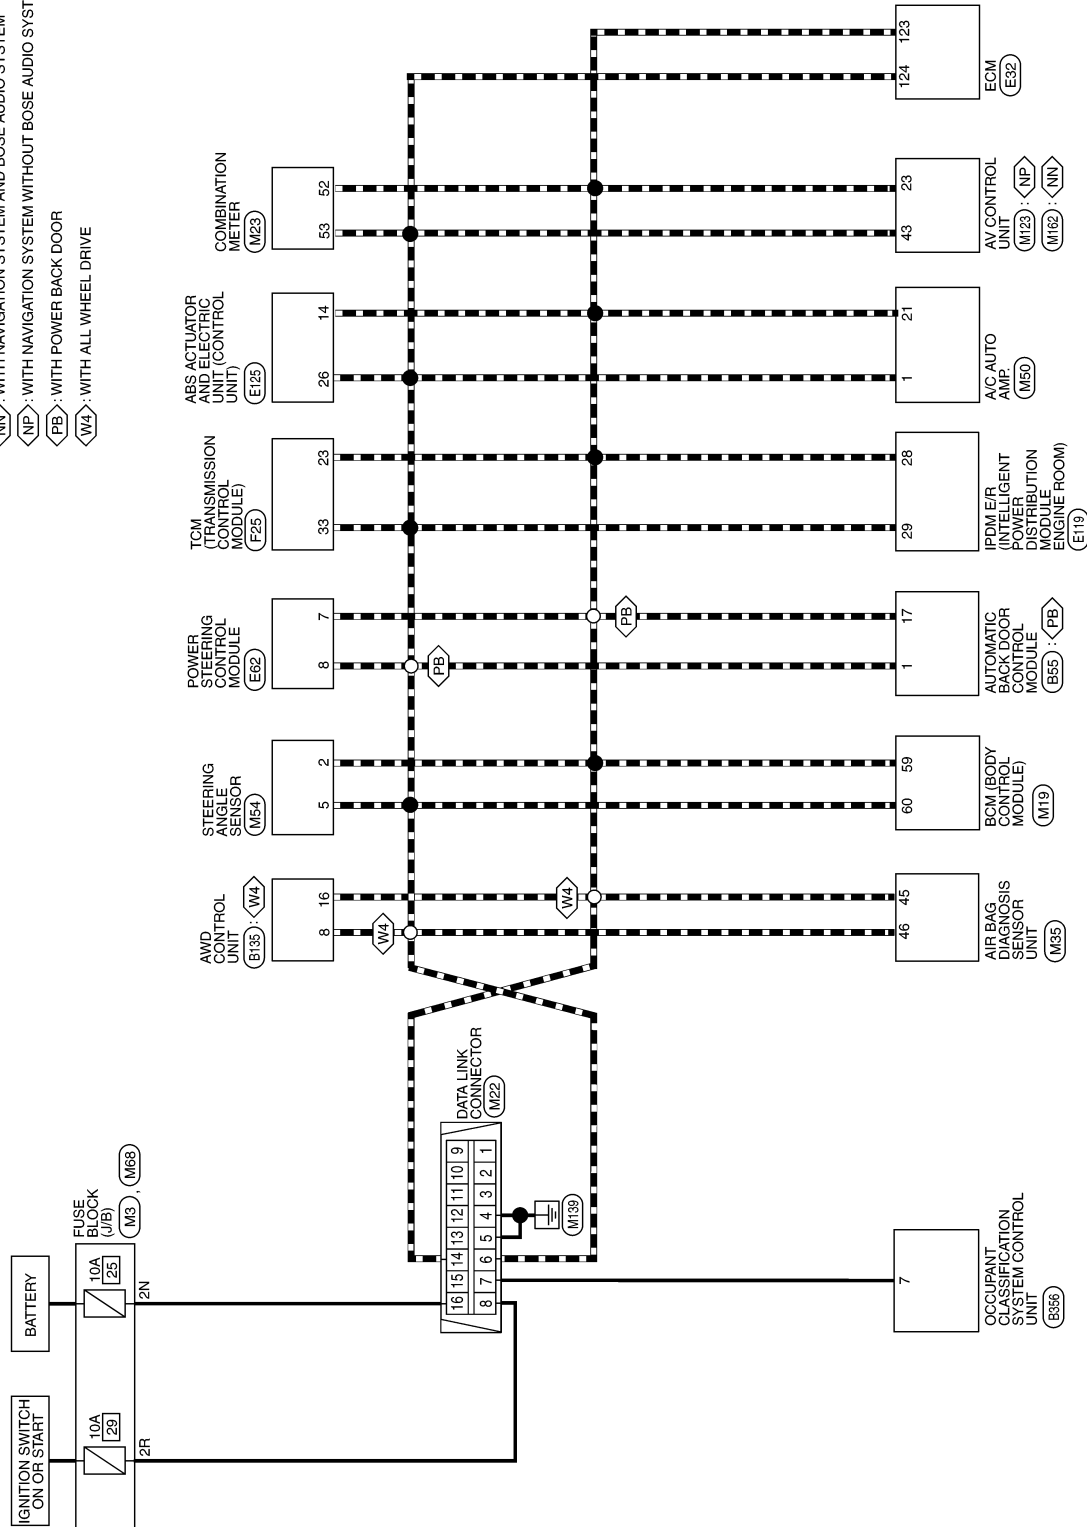 NN : WITH NAVIGATION SYSTEM AND BOSE AUDIO SYSTEM
NP : WITH NAVIGATION SYSTEM WITHOUT BOSE AUDIO SYST
PB : WITH POWER BACK DOOR
W4 : WITH ALL WHEEL DRIVE
IGNITION SWITCH
ON OR START
BATTERY
10A
29
10A
25
FUSE
BLOCK
(J/B)
M3 , M68
2R
2N
AWD
CONTROL
UNIT
B135 : W4
8
16
STEERING
ANGLE
SENSOR
M54
5
2
POWER
STEERING
CONTROL
MODULE
E62
8
7
TCM
(TRANSMISSION
CONTROL
MODULE)
F25
33
23
ABS ACTUATOR
AND ELECTRIC
UNIT (CONTROL
UNIT)
E125
26
14
COMBINATION
METER
M23
53
52
W4
PB
W4
PB
DATA LINK
CONNECTOR
M22
16 15 14 13 12 11 10 9
8 7 6 5 4 3 2 1
M139
7
OCCUPANT
CLASSIFICATION
SYSTEM CONTROL
UNIT
B356
46
45
AIR BAG
DIAGNOSIS
SENSOR
UNIT
M35
60
59
BCM (BODY
CONTROL
MODULE)
M19
1
17
AUTOMATIC
BACK DOOR
CONTROL
MODULE
B55 : PB
29
28
IPDM E/R
(INTELLIGENT
POWER
DISTRIBUTION
MODULE
ENGINE ROOM)
E119
1
21
A/C AUTO
AMP.
M50
43
23
AV CONTROL
UNIT
M123 : NP
M162 : NN
124
123
ECM
E32